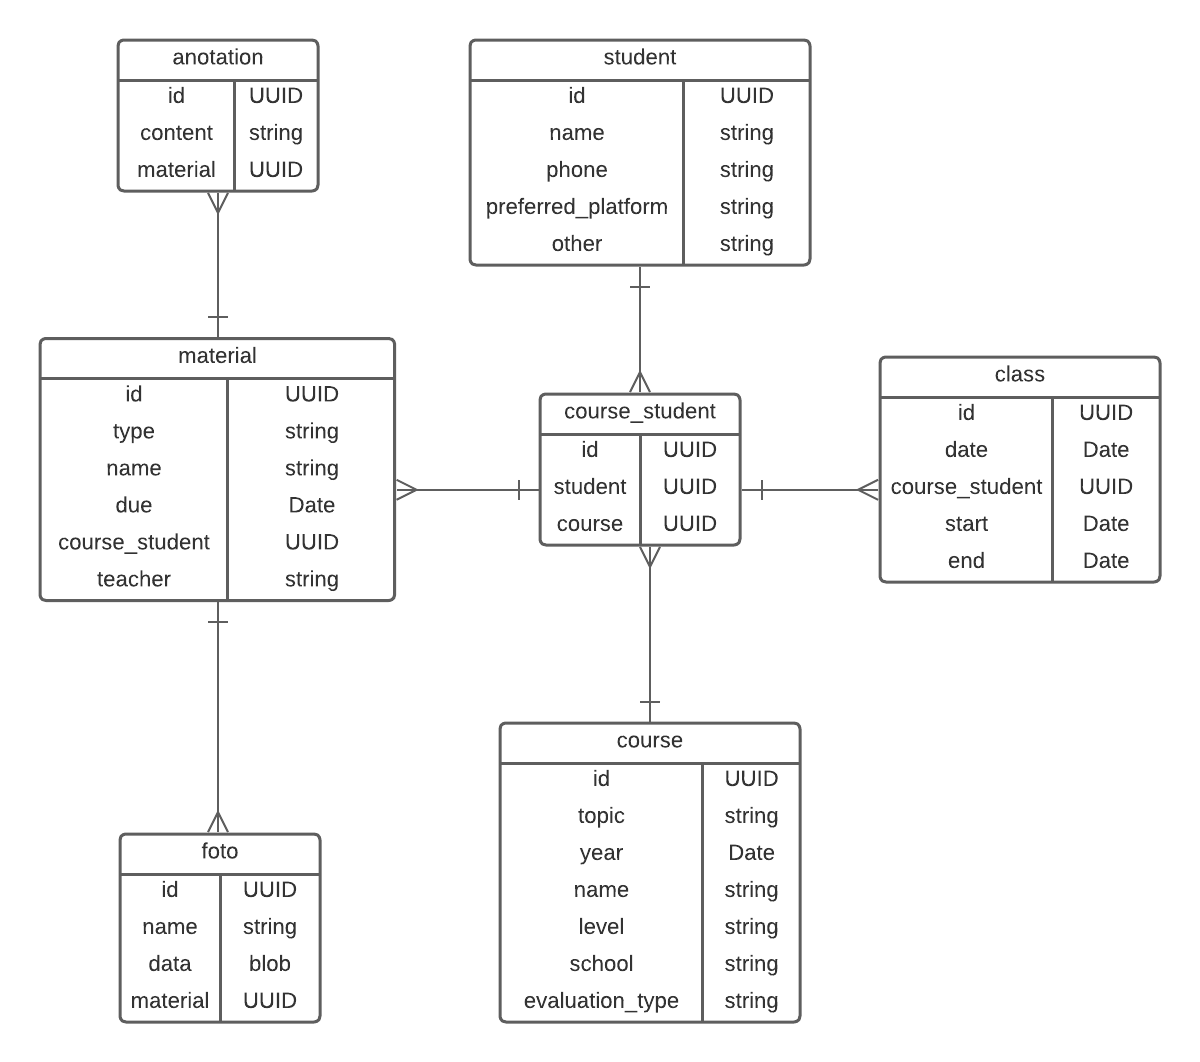 anotation
id UUID
content string
material UUID
student
id UUID
name string
phone string
preferred_platform string
other string
material
id UUID
type string
name string
due Date
course_student UUID
teacher string
course_student
id UUID
student UUID
course UUID
class
id UUID
date Date
course_student UUID
start Date
end Date
foto
id UUID
name string
data blob
material UUID
course
id UUID
topic string
year Date
name string
level string
school string
evaluation_type string